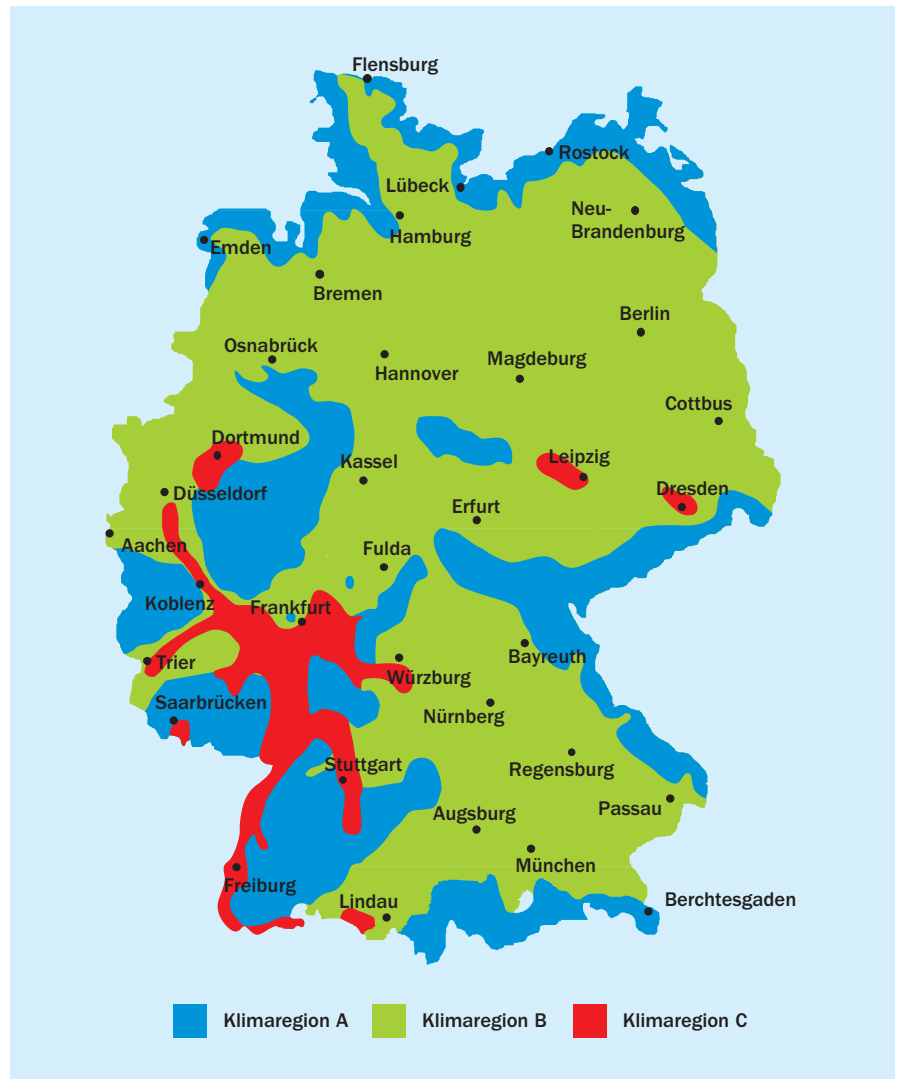 Flensburg
Rostock
Lübeck
Neu-
Brandenburg
Hamburg
Emden
Bremen
Berlin
Osnabrück
Magdeburg
Hannover
Cottbus
Dortmund
Leipzig
Kassel
Dresden
Düsseldorf
Erfurt
Aachen
Fulda
Koblenz
Frankfurt
Bayreuth
Trier
Würzburg
Saarbrücken
Nürnberg
Stuttgart
Regensburg
Passau
Augsburg
München
Freiburg
Lindau
Berchtesgaden
Klimaregion A
Klimaregion B
Klimaregion C